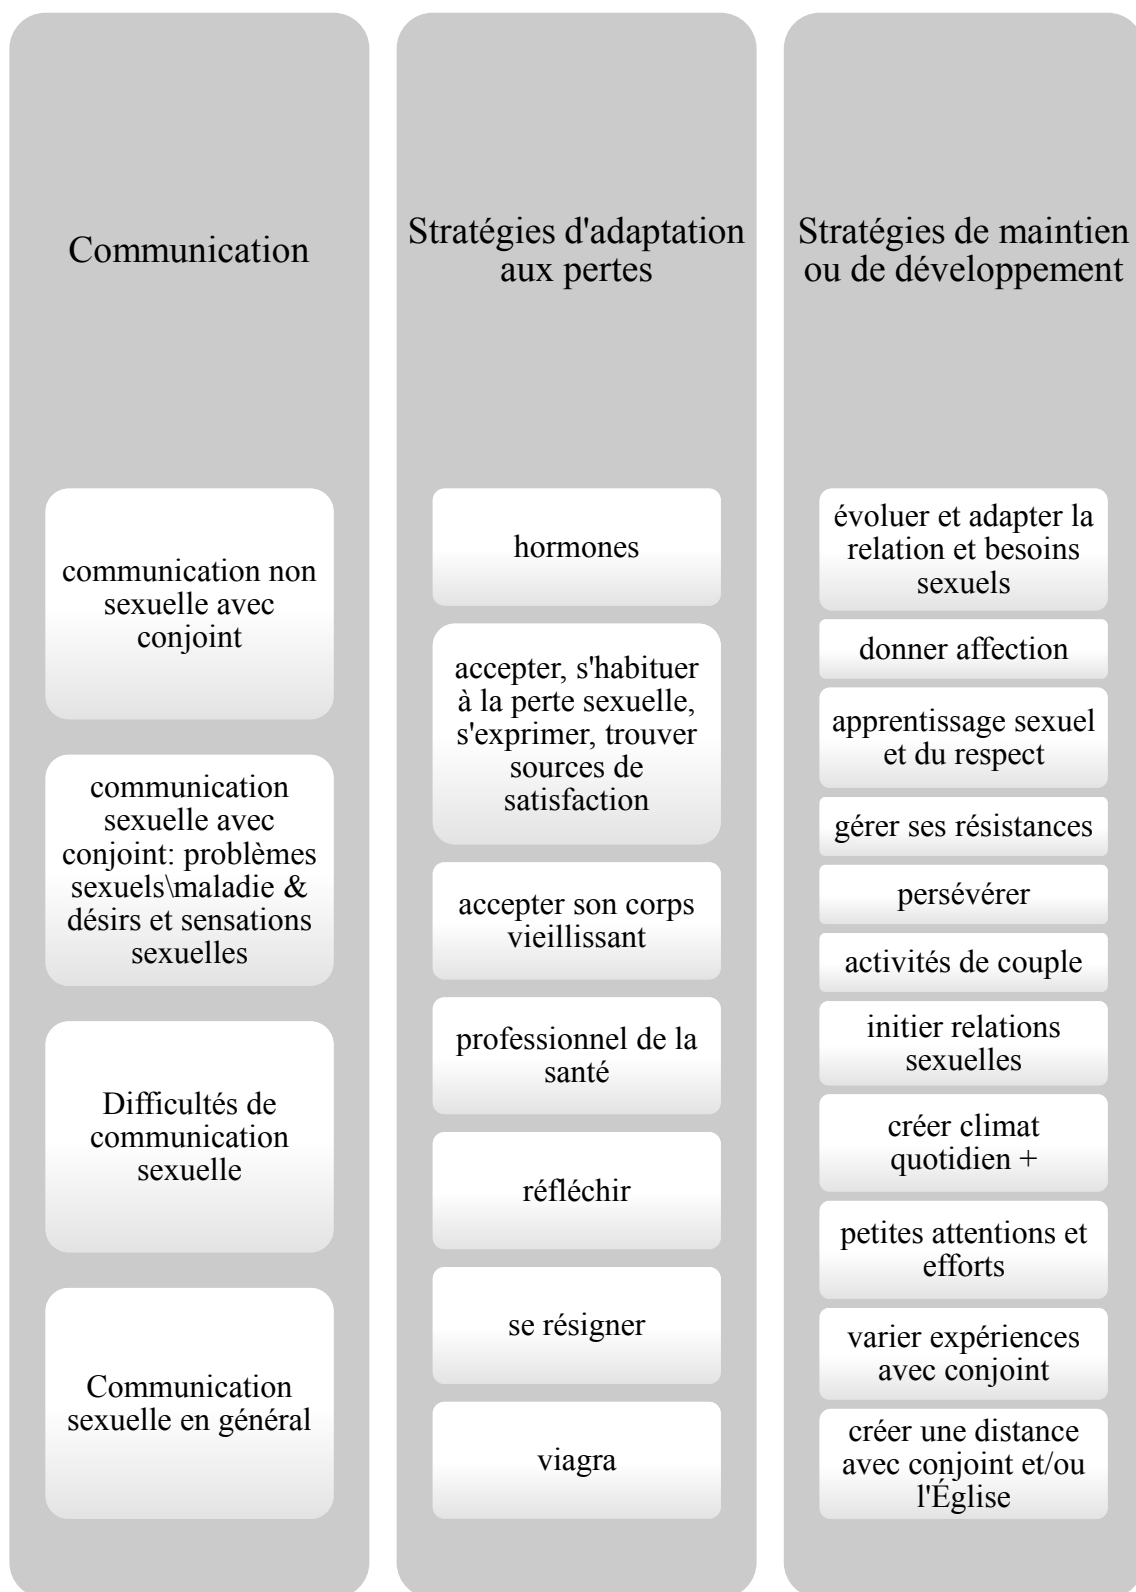 Communication
communication non
sexuelle avec
conjoint
communication
sexuelle avec
conjoint: problèmes
sexuels\maladie &
désirs et sensations
sexuelles
Difficultés de
communication
sexuelle
Communication
sexuelle en général
Stratégies d'adaptation
aux pertes
hormones
accepter, s'habituer
à la perte sexuelle,
s'exprimer, trouver
sources de
satisfaction
accepter son corps
vieillissant
professionnel de la
santé
réfléchir
se résigner
viagra
Stratégies de maintien
ou de développement
évoluer et adapter la
relation et besoins
sexuels
donner affection
apprentissage sexuel
et du respect
gérer ses résistances
persévérer
activités de couple
initier relations
sexuelles
créer climat
quotidien +
petites attentions et
efforts
varier expériences
avec conjoint
créer une distance
avec conjoint et/ou
l'Église